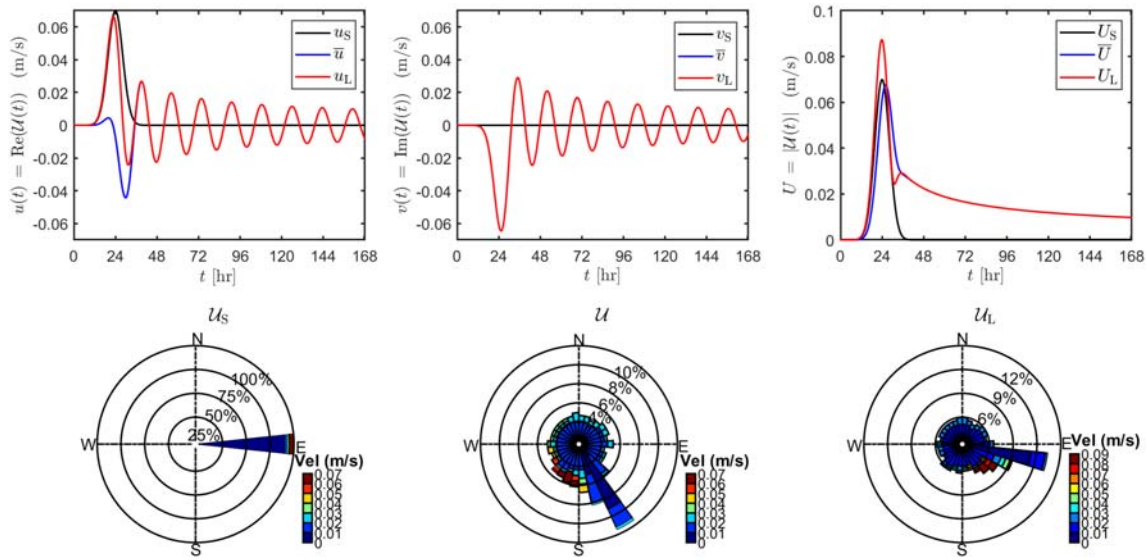 u(t) = Re(𝒰(t)) (m/s)
0.06
0.04
0.02
0
-0.02
-0.04
-0.06
0 24 48 72 96 120 144 168
t [hr]
u_S
ū
u_L
v(t) = Im(𝒰(t)) (m/s)
0.06
0.04
0.02
0
-0.02
-0.04
-0.06
0 24 48 72 96 120 144 168
t [hr]
v_S
v̄
v_L
U = |𝒰(t)| (m/s)
0.1
0.08
0.06
0.04
0.02
0
0 24 48 72 96 120 144 168
t [hr]
U_S
U̅
U_L
𝒰_S
N
100%
75%
50%
25%
W
E
S
Vel (m/s)
0.07
0.06
0.05
0.04
0.03
0.02
0.01
0
𝒰
N
10%
8%
6%
4%
W
E
S
Vel (m/s)
0.07
0.06
0.05
0.04
0.03
0.02
0.01
0
𝒰_L
N
12%
9%
6%
W
E
S
Vel (m/s)
0.09
0.08
0.07
0.06
0.05
0.04
0.03
0.02
0.01
0